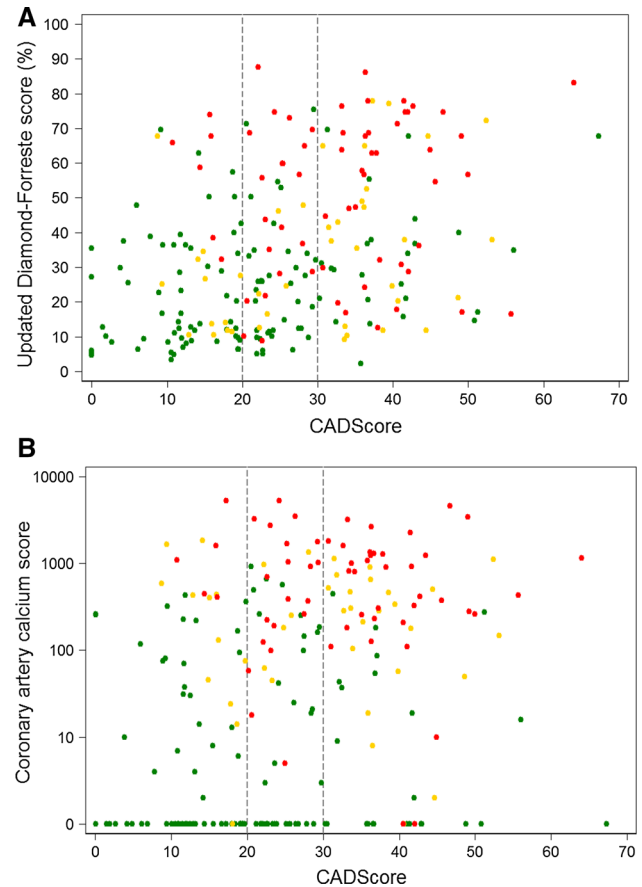 A
Updated Diamond-Forreste score (%)
100
90
80
70
60
50
40
30
20
10
0
0 10 20 30 40 50 60 70
CADScore
B
Coronary artery calcium score
10000
1000
100
10
0
0 10 20 30 40 50 60 70
CADScore